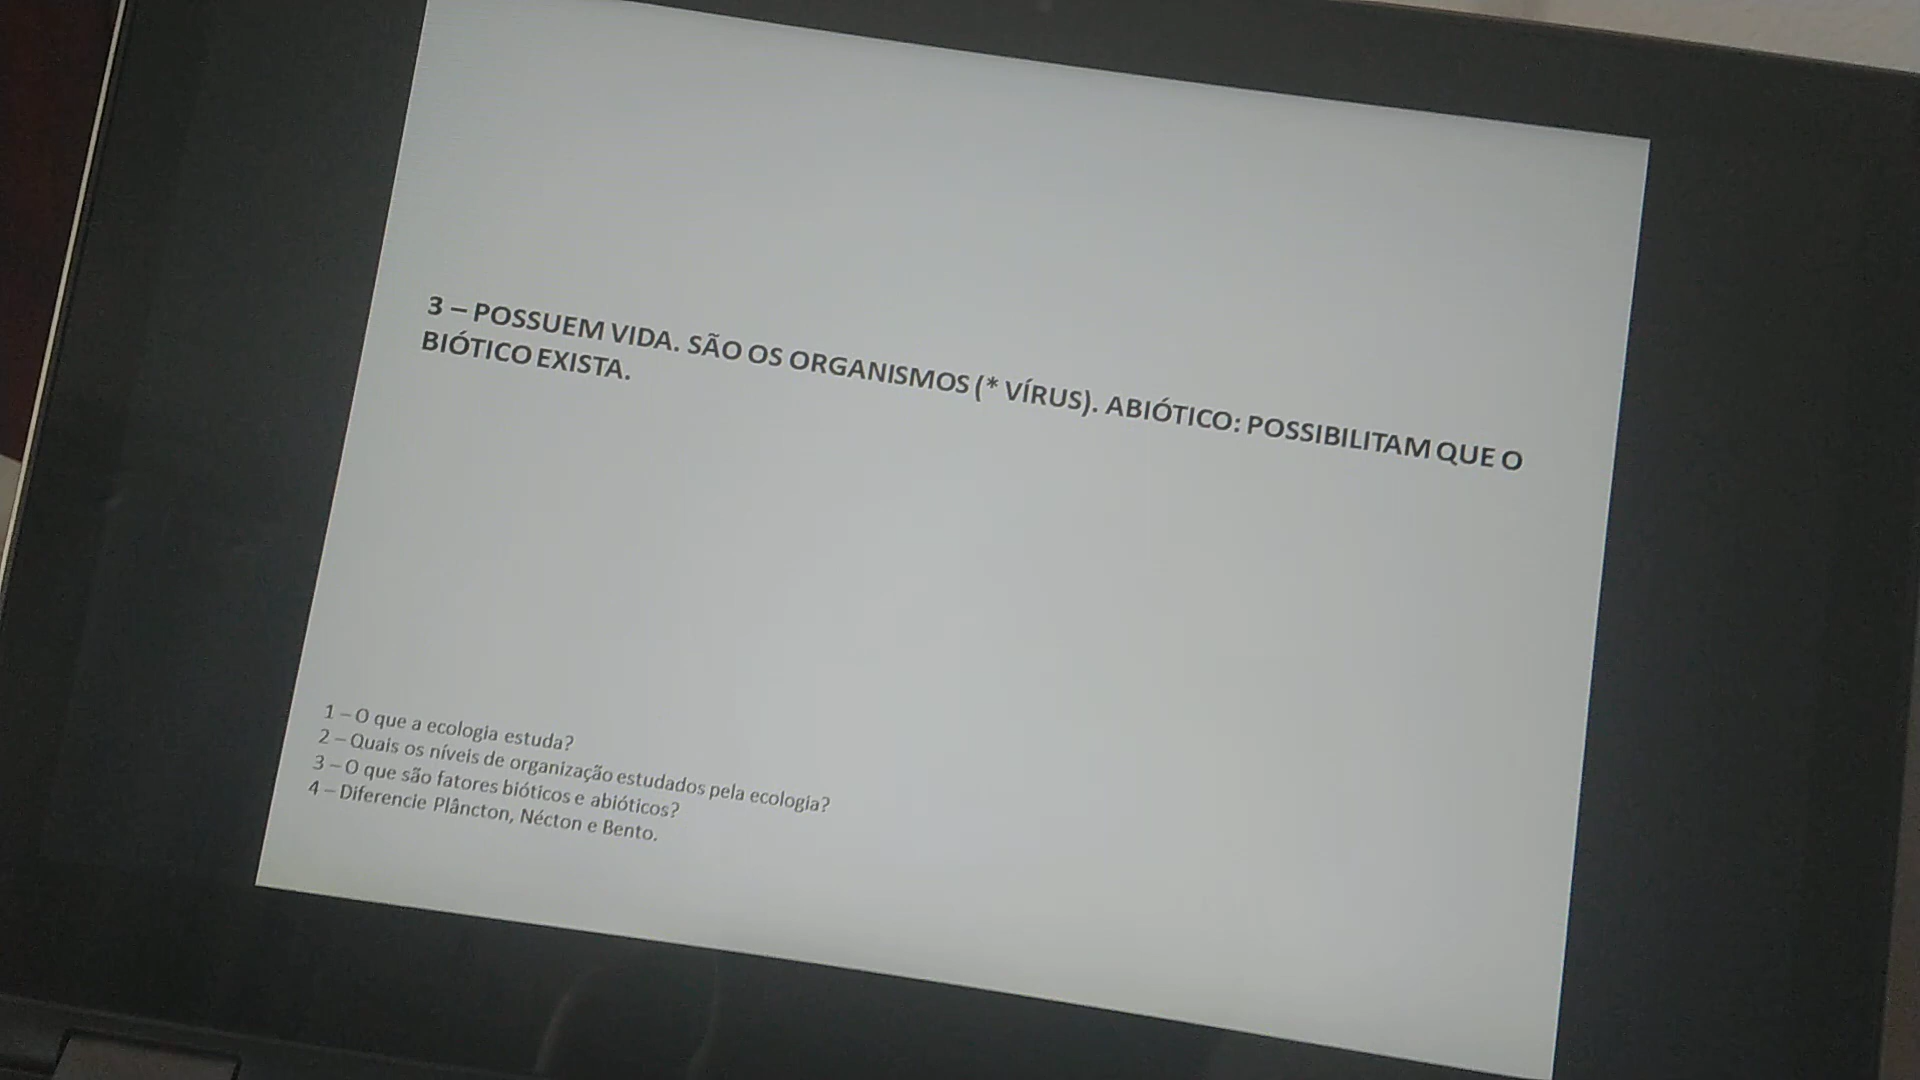 3 – POSSUEM VIDA. SÃO OS ORGANISMOS (* VÍRUS). ABIÓTICO: POSSIBILITAM QUE O
BIÓTICO EXISTA.
1 – O que a ecologia estuda?
2 – Quais os níveis de organização estudados pela ecologia?
3 – O que são fatores bióticos e abióticos?
4 – Diferencie Plâncton, Nécton e Bento.